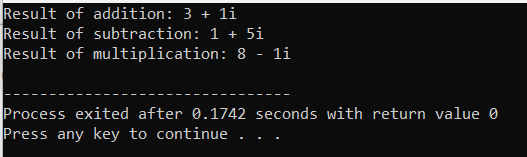 Result of addition: 3 + 1i
Result of subtraction: 1 + 5i
Result of multiplication: 8 - 1i
--------------------------------
Process exited after 0.1742 seconds with return value 0
Press any key to continue . . .